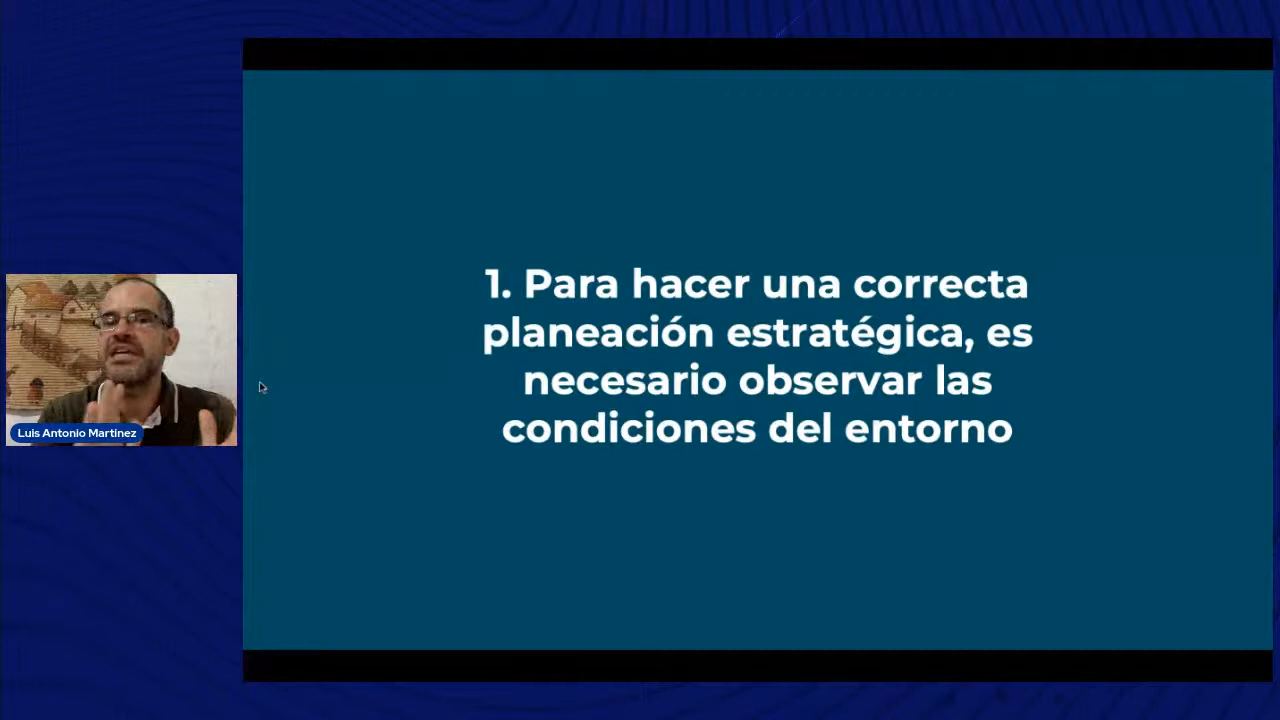 1. Para hacer una correcta
planeación estratégica, es
necesario observar las
condiciones del entorno
Luis Antonio Martinez